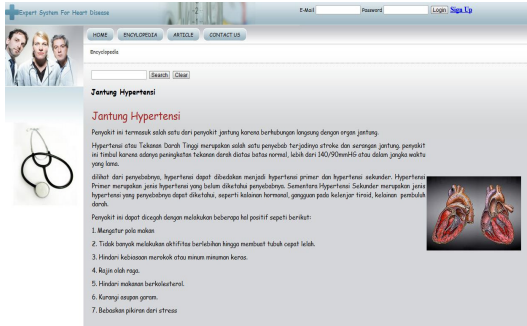 Expert System For Heart Disease
E-Mail Password Login Sign Up
HOME ENCYLOPEDIA ARTICLE CONTACT US
Encyclopedia
Search Clear
Jantung Hypertensi
Jantung Hypertensi
Penyakit ini termasuk salah satu dari penyakit jantung karena berhubungan langsung dengan organ jantung.
Hypertensi atau Tekanan Darah Tinggi merupakan salah satu penyebab terjadinya stroke dan serangan jantung, penyakit
ini timbul karena adanya peningkatan tekanan darah diatas batas normal, lebih dari 140/90mmHG atau dalam jangka waktu
yang lama.
dilihat dari penyebabnya, hypertensi dapat dibedakan menjadi hypertensi primer dan hypertensi sekunder. Hypertensi
Primer merupakan jenis hypertensi yang belum diketahui penyebabnya. Sementara Hypertensi Sekunder merupakan jenis
hypertensi yang penyebabnya dapat diketahui, seperti kelainan hormonal, gangguan pada kelenjar tiroid, kelainan pembuluh
darah.
Penyakit ini dapat dicegah dengan melakukan beberapa hal positif sepeti berikut:
1. Mengatur pola makan
2. Tidak banyak melakukan aktifitas berlebihan hingga membuat tubuh cepat lelah.
3. Hindari kebiasaan merokok atau minum minuman keras.
4. Rajin olah raga.
5. Hindari makanan berkolesterol.
6. Kurangi asupan garam.
7. Bebaskan pikiran dari stress